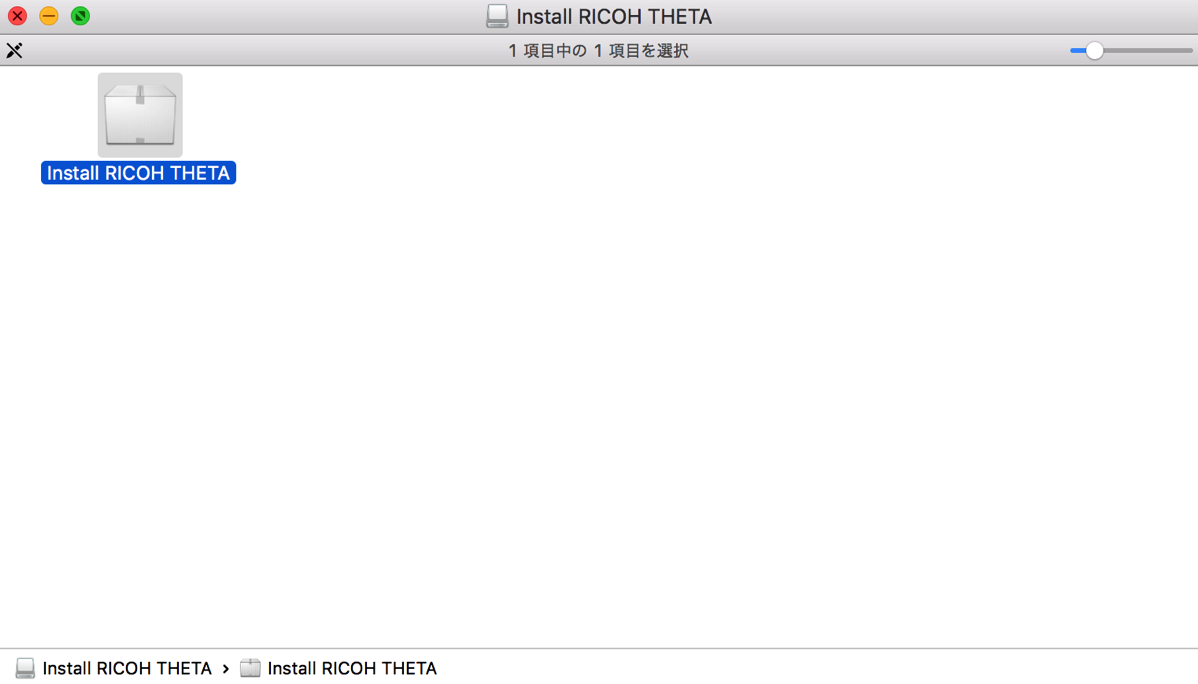 Install RICOH THETA
1 項目中の 1 項目を選択
Install RICOH THETA
Install RICOH THETA › Install RICOH THETA